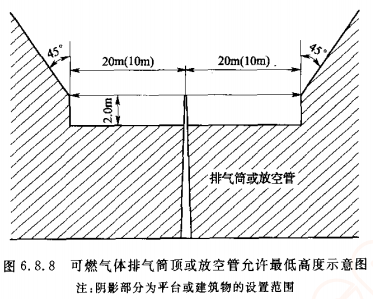 45°
20m(10m)
20m(10m)
45°
2.0m
排气筒或放空管
图 6.8.8 可燃气体排气筒顶或放空管允许最低高度示意图
注:阴影部分为平台或建筑物的设置范围